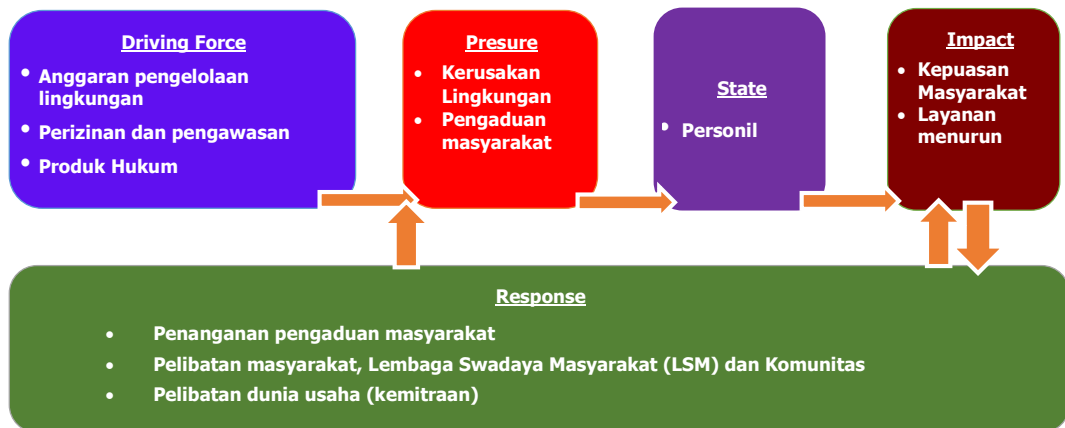 Driving Force
• Anggaran pengelolaan
lingkungan
• Perizinan dan pengawasan
• Produk Hukum
Presure
• Kerusakan
Lingkungan
• Pengaduan
masyarakat
State
• Personil
Impact
• Kepuasan
Masyarakat
• Layanan
menurun
Response
• Penanganan pengaduan masyarakat
• Pelibatan masyarakat, Lembaga Swadaya Masyarakat (LSM) dan Komunitas
• Pelibatan dunia usaha (kemitraan)